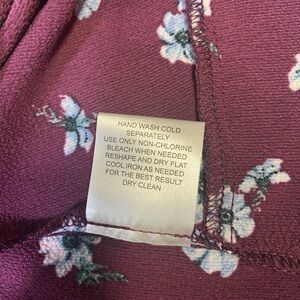 HAND WASH COLD
SEPARATELY
USE ONLY NON-CHLORINE
BLEACH WHEN NEEDED
RESHAPE AND DRY FLAT
COOL IRON AS NEEDED
FOR THE BEST RESULT
DRY CLEAN